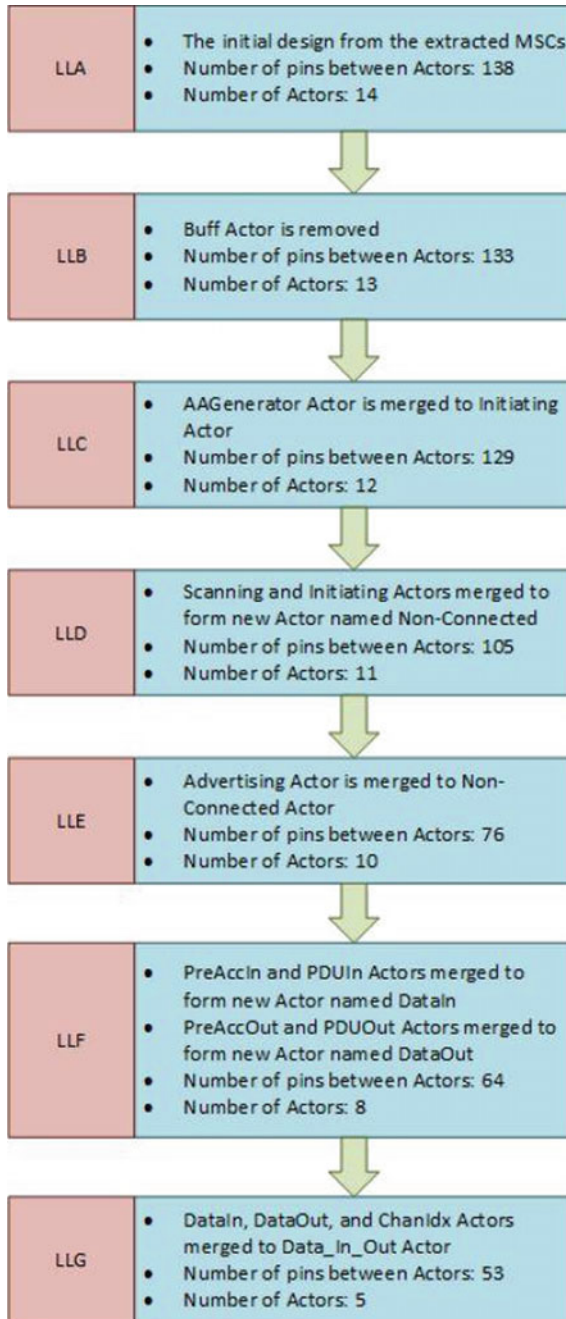 LLA
• The initial design from the extracted MSCs
• Number of pins between Actors: 138
• Number of Actors: 14
LLB
• Buff Actor is removed
• Number of pins between Actors: 133
• Number of Actors: 13
LLC
• AAGenerator Actor is merged to Initiating
Actor
• Number of pins between Actors: 129
• Number of Actors: 12
LLD
• Scanning and Initiating Actors merged to
form new Actor named Non-Connected
• Number of pins between Actors: 105
• Number of Actors: 11
LLE
• Advertising Actor is merged to Non-
Connected Actor
• Number of pins between Actors: 76
• Number of Actors: 10
LLF
• PreAccIn and PDUIn Actors merged to
form new Actor named DataIn
• PreAccOut and PDUOut Actors merged to
form new Actor named DataOut
• Number of pins between Actors: 64
• Number of Actors: 8
LLG
• DataIn, DataOut, and ChanIdx Actors
merged to Data_In_Out Actor
• Number of pins between Actors: 53
• Number of Actors: 5